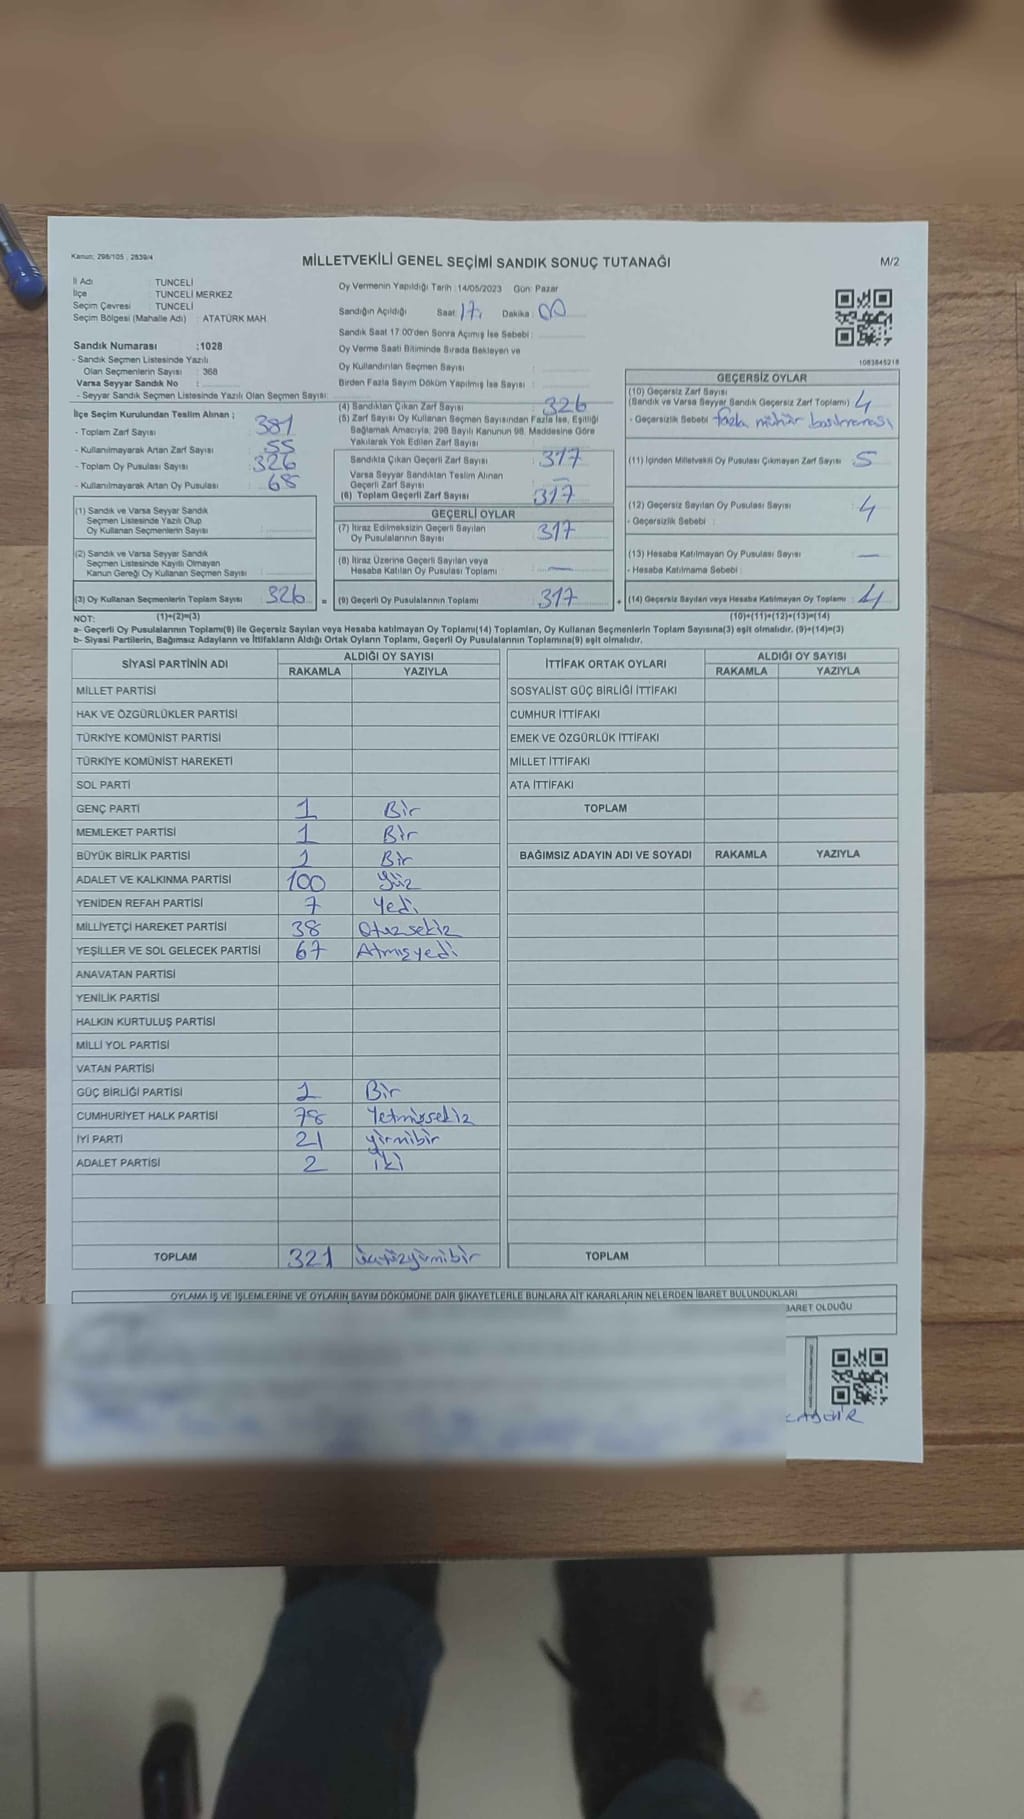 Kanun: 298/105 , 2839/4
MİLLETVEKİLİ GENEL SEÇİMİ SANDIK SONUÇ TUTANAĞI
M/2
İl Adı : TUNCELİ
İlçe : TUNCELİ MERKEZ
Seçim Çevresi : TUNCELİ
Seçim Bölgesi (Mahalle Adı) : ATATÜRK MAH.
Sandık Numarası :1028
- Sandık Seçmen Listesinde Yazılı
Olan Seçmenlerin Sayısı : 368
Varsa Seyyar Sandık No :
- Seyyar Sandık Seçmen Listesinde Yazılı Olan Seçmen Sayısı:
Oy Vermenin Yapıldığı Tarih :14/05/2023 Gün: Pazar
Sandığın Açıldığı Saat 17. Dakika : 00
Sandık Saat 17:00'den Sonra Açımış İse Sebebi :
Oy Verme Saati Bitiminde Sırada Bekleyen ve
Oy Kullandırılan Seçmen Sayısı :
Birden Fazla Sayım Döküm Yapılmış İse Sayısı :
1083845218
İlçe Seçim Kurulundan Teslim Alınan ;
- Toplam Zarf Sayısı : 381
- Kullanılmayarak Artan Zarf Sayısı : 55
- Toplam Oy Pusulası Sayısı : 326
- Kullanılmayarak Artan Oy Pusulası : 68
(1) Sandık ve Varsa Seyyar Sandık
Seçmen Listesinde Yazılı Olup
Oy Kullanan Seçmenlerin Sayısı :
(2) Sandık ve Varsa Seyyar Sandık
Seçmen Listesinde Kayıtlı Olmayan
Kanun Gereği Oy Kullanan Seçmen Sayısı :
(3) Oy Kullanan Seçmenlerin Toplam Sayısı : 326
(4) Sandıktan Çıkan Zarf Sayısı : 326
(5) Zarf Sayısı Oy Kullanan Seçmen Sayısından Fazla İse, Eşitliği
Sağlamak Amacıyla, 298 Sayılı Kanunun 98. Maddesine Göre
Yakılarak Yok Edilen Zarf Sayısı :
Sandıkta Çıkan Geçerli Zarf Sayısı : 317
Varsa Seyyar Sandıktan Teslim Alınan
Geçerli Zarf Sayısı : —
(6) Toplam Geçerli Zarf Sayısı : 317
GEÇERLİ OYLAR
(7) İtiraz Edilmeksizin Geçerli Sayılan
Oy Pusulalarının Sayısı : 317
(8) İtiraz Üzerine Geçerli Sayılan veya
Hesaba Katılan Oy Pusulası Toplamı : —
= (9) Geçerli Oy Pusulalarının Toplamı : 317
GEÇERSİZ OYLAR
(10) Geçersiz Zarf Sayısı
(Sandık ve Varsa Seyyar Sandık Geçersiz Zarf Toplamı) : 4
- Geçersizlik Sebebi : fazla mühür basılmaması
(11) İçinden Milletvekili Oy Pusulası Çıkmayan Zarf Sayısı : 5
(12) Geçersiz Sayılan Oy Pusulası Sayısı : 4
- Geçersizlik Sebebi :
(13) Hesaba Katılmayan Oy Pusulası Sayısı : —
- Hesaba Katılmama Sebebi :
+ (14) Geçersiz Sayılan veya Hesaba Katılmayan Oy Toplamı : 4
NOT: (1)+(2)=(3) (10)+(11)+(12)+(13)=(14)
a- Geçerli Oy Pusulalarının Toplamı(9) ile Geçersiz Sayılan veya Hesaba katılmayan Oy Toplamı(14) Toplamları, Oy Kullanan Seçmenlerin Toplam Sayısına(3) eşit olmalıdır. (9)+(14)=(3)
b- Siyasi Partilerin, Bağımsız Adayların ve İttifakların Aldığı Ortak Oyların Toplamı, Geçerli Oy Pusulalarının Toplamına(9) eşit olmalıdır.
SİYASİ PARTİNİN ADI ALDIĞI OY SAYISI
RAKAMLA YAZIYLA
MİLLET PARTİSİ
HAK VE ÖZGÜRLÜKLER PARTİSİ
TÜRKİYE KOMÜNİST PARTİSİ
TÜRKİYE KOMÜNİST HAREKETİ
SOL PARTİ
GENÇ PARTİ 1 Bir
MEMLEKET PARTİSİ 1 Bir
BÜYÜK BİRLİK PARTİSİ 1 Bir
ADALET VE KALKINMA PARTİSİ 100 Yüz
YENİDEN REFAH PARTİSİ 7 Yedi
MİLLİYETÇİ HAREKET PARTİSİ 38 Otuzsekiz
YEŞİLLER VE SOL GELECEK PARTİSİ 67 Atmışyedi
ANAVATAN PARTİSİ
YENİLİK PARTİSİ
HALKIN KURTULUŞ PARTİSİ
MİLLİ YOL PARTİSİ
VATAN PARTİSİ
GÜÇ BİRLİĞİ PARTİSİ 1 Bir
CUMHURİYET HALK PARTİSİ 78 Yetmişsekiz
İYİ PARTİ 21 yirmibir
ADALET PARTİSİ 2 iki
TOPLAM 321 üçyüzyirmibir
İTTİFAK ORTAK OYLARI ALDIĞI OY SAYISI
RAKAMLA YAZIYLA
SOSYALİST GÜÇ BİRLİĞİ İTTİFAKI
CUMHUR İTTİFAKI
EMEK VE ÖZGÜRLÜK İTTİFAKI
MİLLET İTTİFAKI
ATA İTTİFAKI
TOPLAM
BAĞIMSIZ ADAYIN ADI VE SOYADI RAKAMLA YAZIYLA
TOPLAM
OYLAMA İŞ VE İŞLEMLERİNE VE OYLARIN SAYIM DÖKÜMÜNE DAİR ŞİKAYETLERLE BUNLARA AİT KARARLARIN NELERDEN İBARET BULUNDUKLARI
BARET OLDUĞU